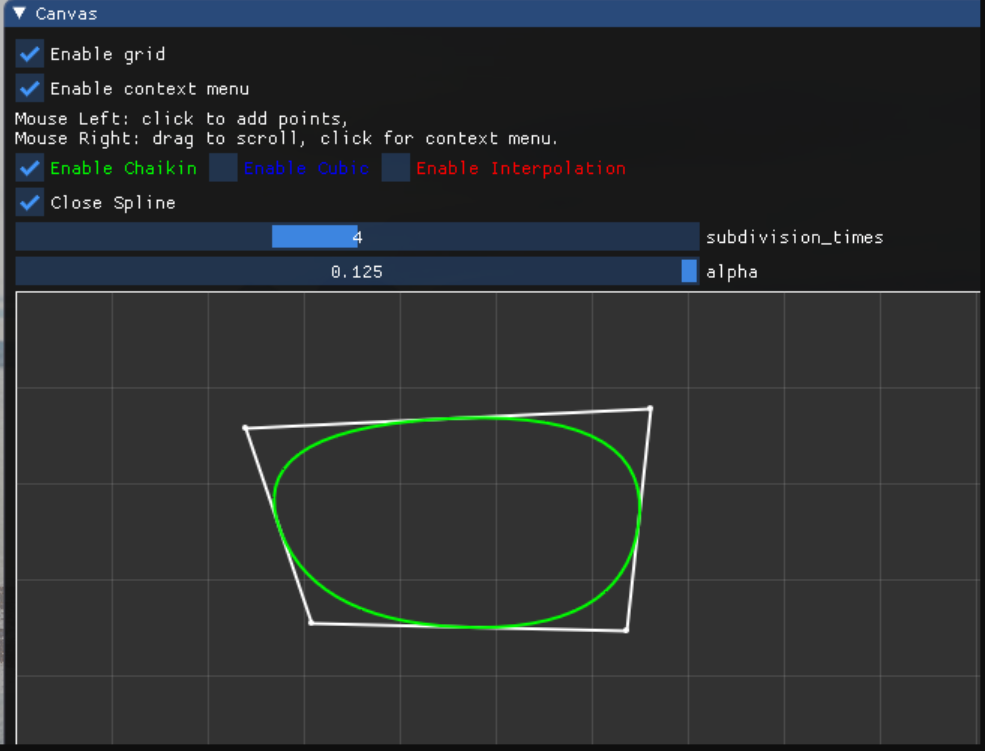 Canvas
Enable grid
Enable context menu
Mouse Left: click to add points,
Mouse Right: drag to scroll, click for context menu.
Enable Chaikin Enable Cubic Enable Interpolation
Close Spline
4 subdivision_times
0.125 alpha